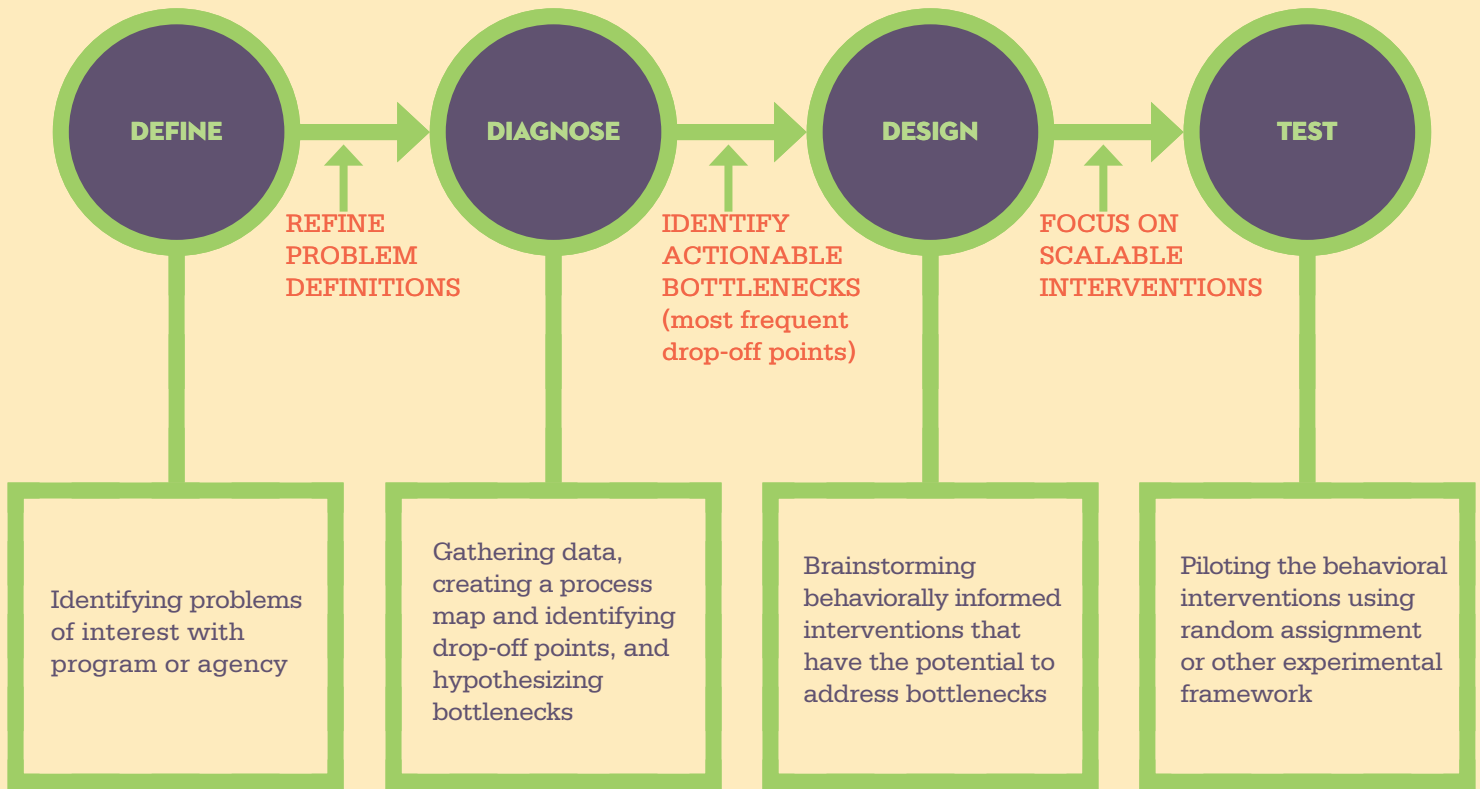 DEFINE
DIAGNOSE
DESIGN
TEST
REFINE
PROBLEM
DEFINITIONS
IDENTIFY
ACTIONABLE
BOTTLENECKS
(most frequent
drop-off points)
FOCUS ON
SCALABLE
INTERVENTIONS
Identifying problems
of interest with
program or agency
Gathering data,
creating a process
map and identifying
drop-off points, and
hypothesizing
bottlenecks
Brainstorming
behaviorally informed
interventions that
have the potential to
address bottlenecks
Piloting the behavioral
interventions using
random assignment
or other experimental
framework